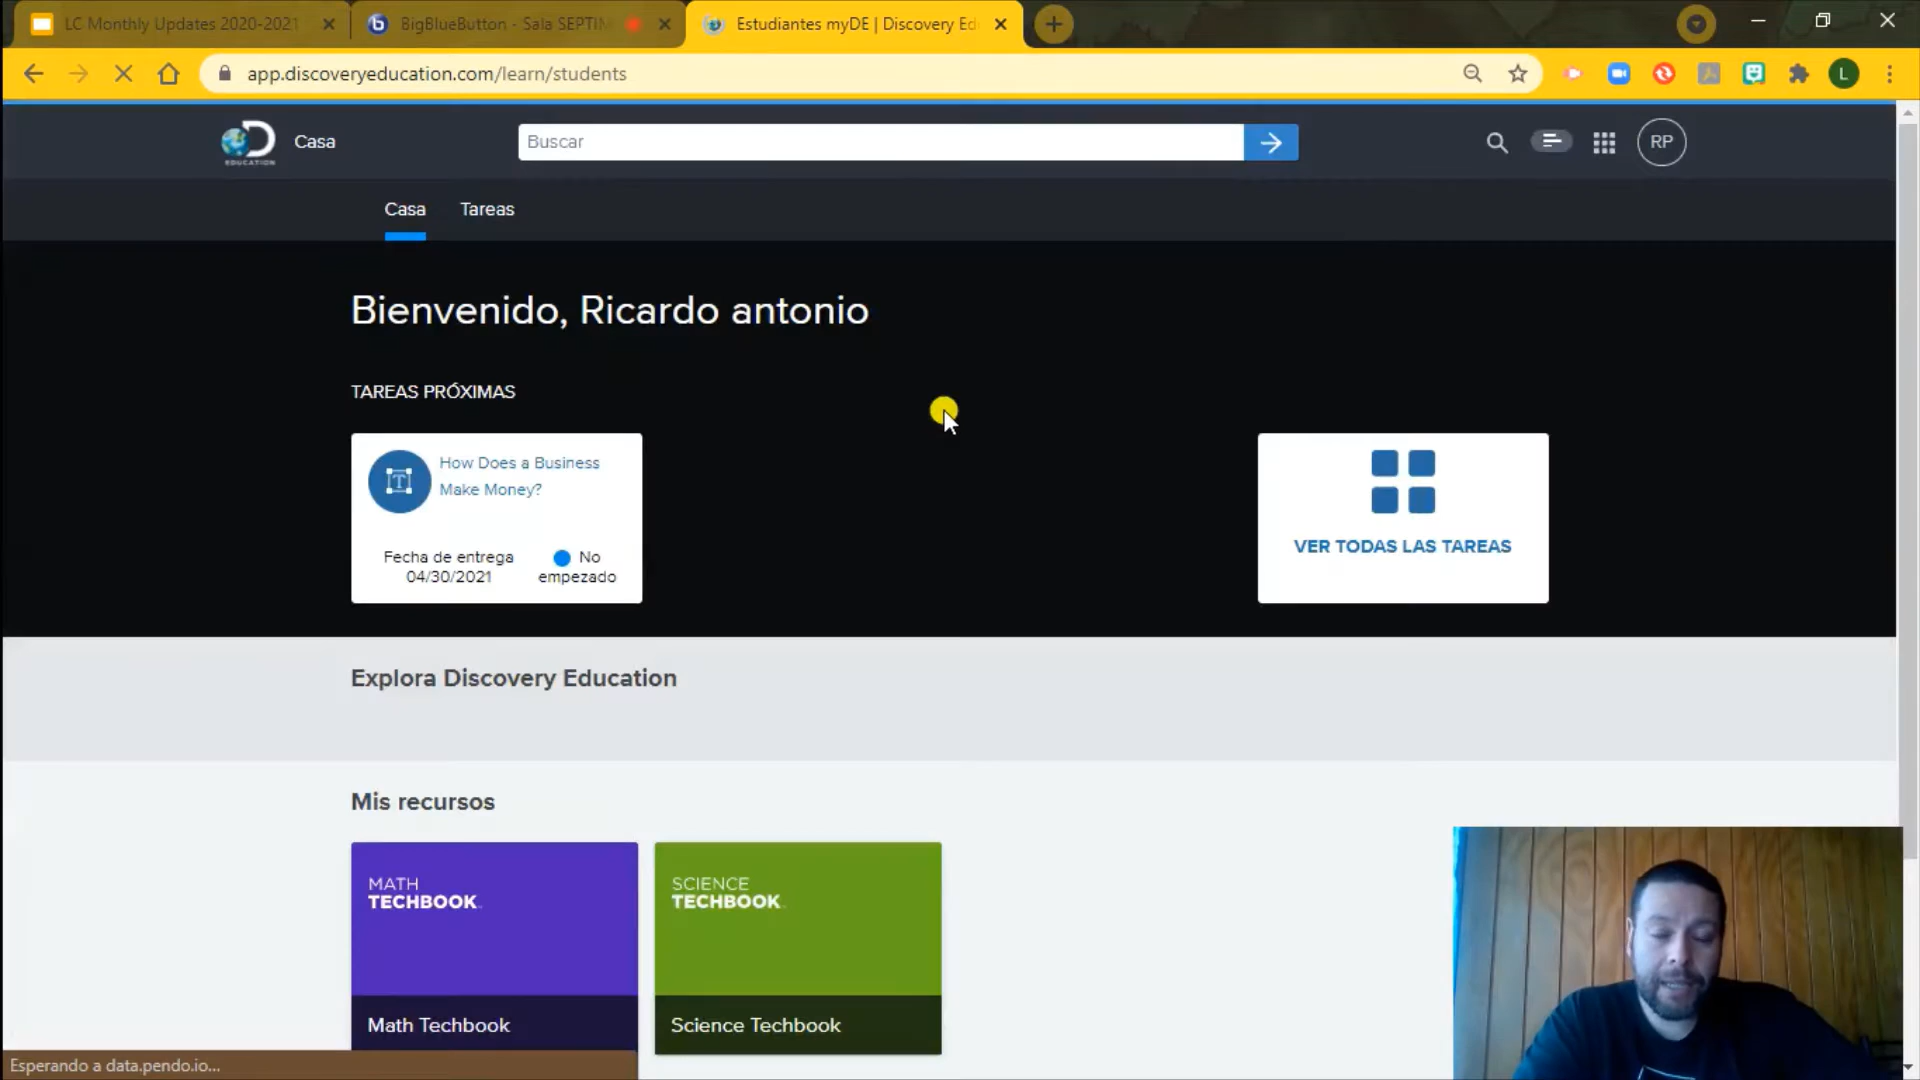 LC Monthly Updates 2020-2021
BigBlueButton - Sala SEPTIM
Estudiantes myDE | Discovery Ed
app.discoveryeducation.com/learn/students
L
EDUCATION
Casa
Buscar
RP
Casa
Tareas
Bienvenido, Ricardo antonio
TAREAS PRÓXIMAS
T
How Does a Business
Make Money?
Fecha de entrega
04/30/2021
No
empezado
VER TODAS LAS TAREAS
Explora Discovery Education
Mis recursos
MATH
TECHBOOK
Math Techbook
SCIENCE
TECHBOOK
Science Techbook
Esperando a data.pendo.io...